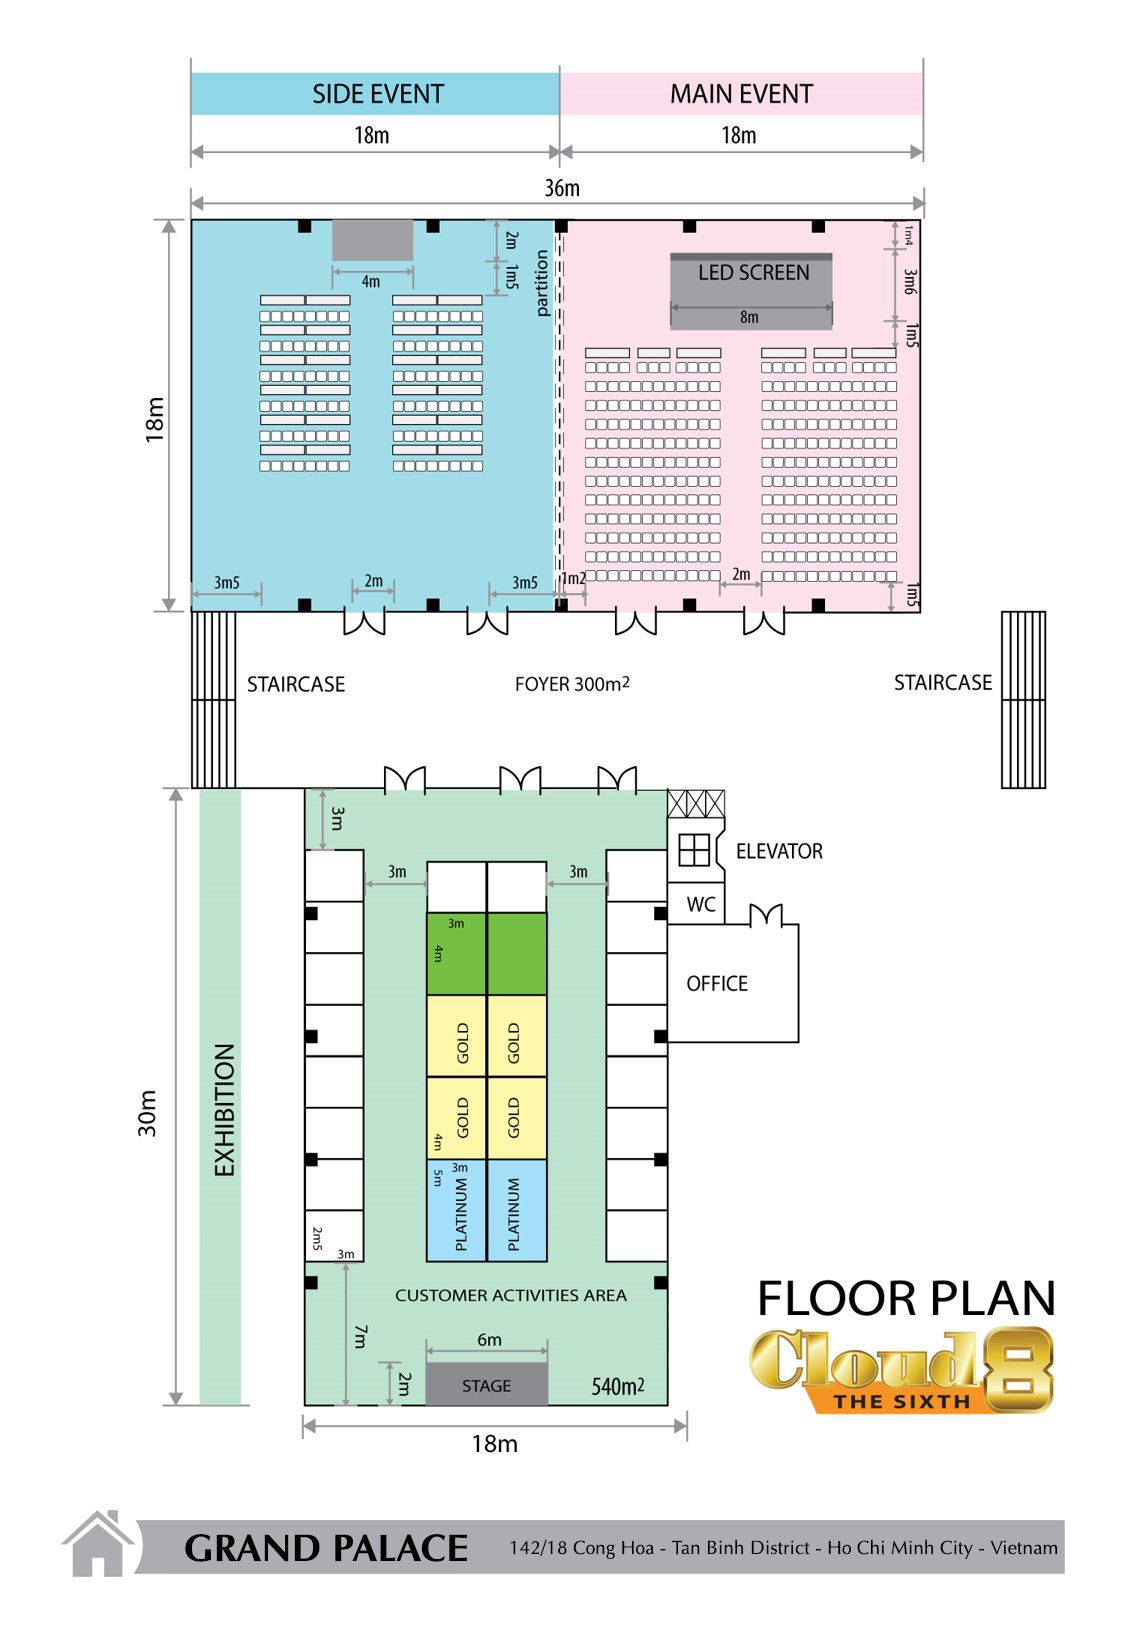 SIDE EVENT
MAIN EVENT
18m
18m
36m
18m
4m
2m
1m5
partition
LED SCREEN
8m
1m4
3m6
1m5
3m5
2m
3m5
1m2
2m
1m5
STAIRCASE
FOYER 300m2
STAIRCASE
30m
EXHIBITION
3m
3m
3m
ELEVATOR
WC
OFFICE
3m
4m
GOLD
GOLD
GOLD
GOLD
4m
3m
5m
PLATINUM
PLATINUM
2m5
3m
CUSTOMER ACTIVITIES AREA
7m
6m
2m
STAGE
540m2
18m
FLOOR PLAN
Cloud 8
THE SIXTH
GRAND PALACE
142/18 Cong Hoa - Tan Binh District - Ho Chi Minh City - Vietnam